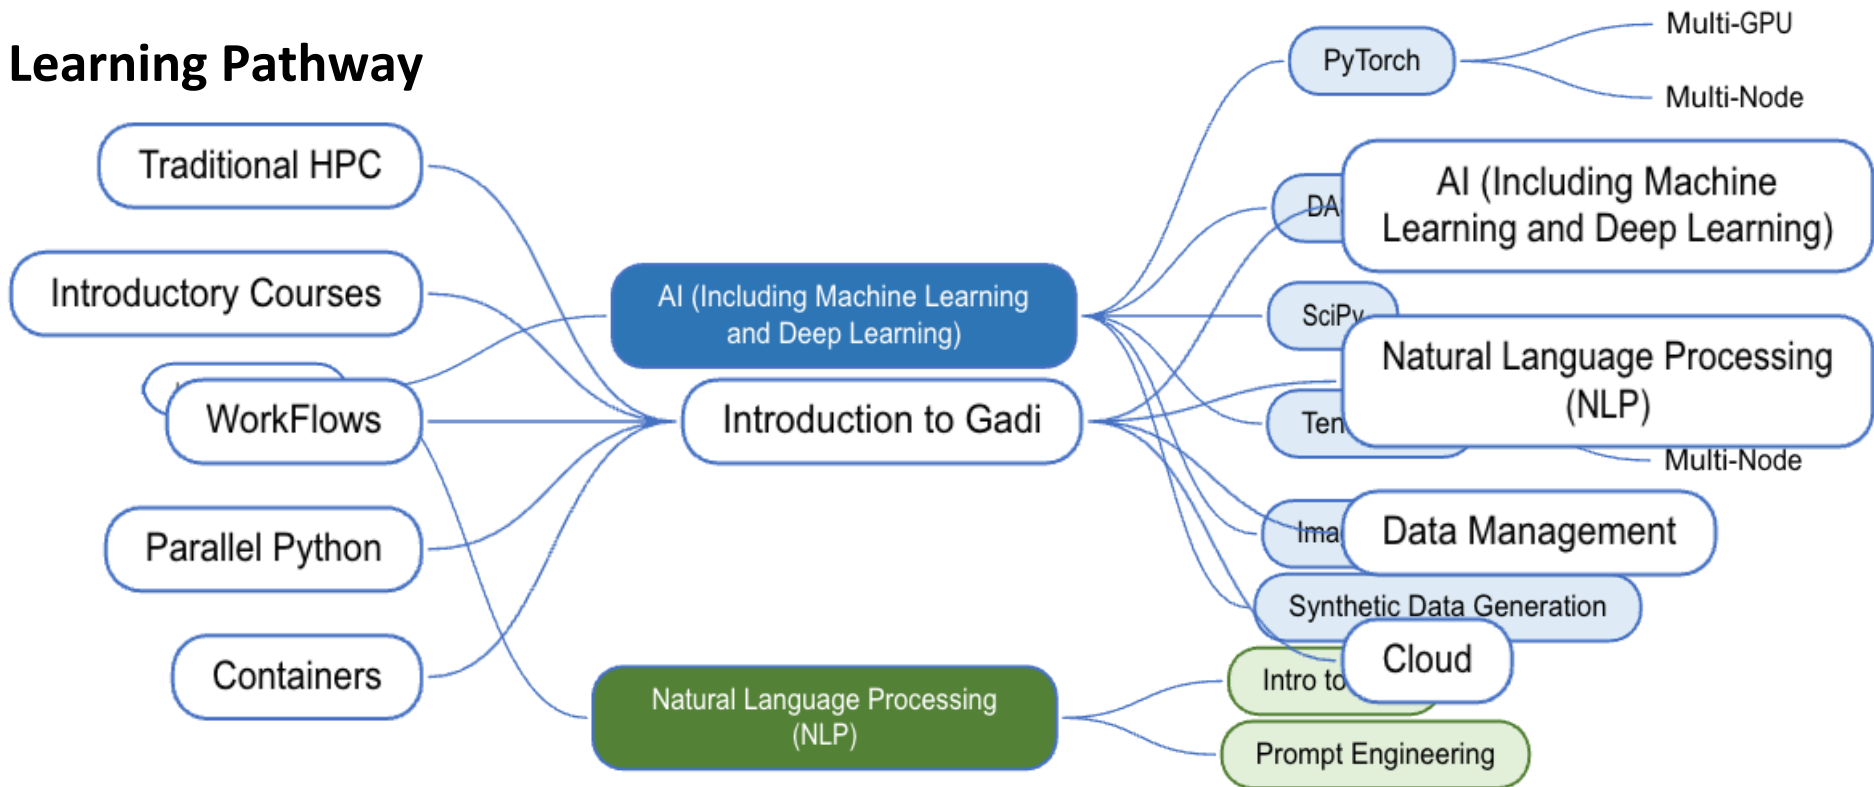 Learning Pathway
Traditional HPC
Introductory Courses
WorkFlows
Parallel Python
Containers
AI (Including Machine Learning
and Deep Learning)
Introduction to Gadi
Natural Language Processing
(NLP)
PyTorch
Multi-GPU
Multi-Node
AI (Including Machine
Learning and Deep Learning)
SciPy
Natural Language Processing
(NLP)
Multi-Node
Data Management
Synthetic Data Generation
Cloud
Intro to
Prompt Engineering